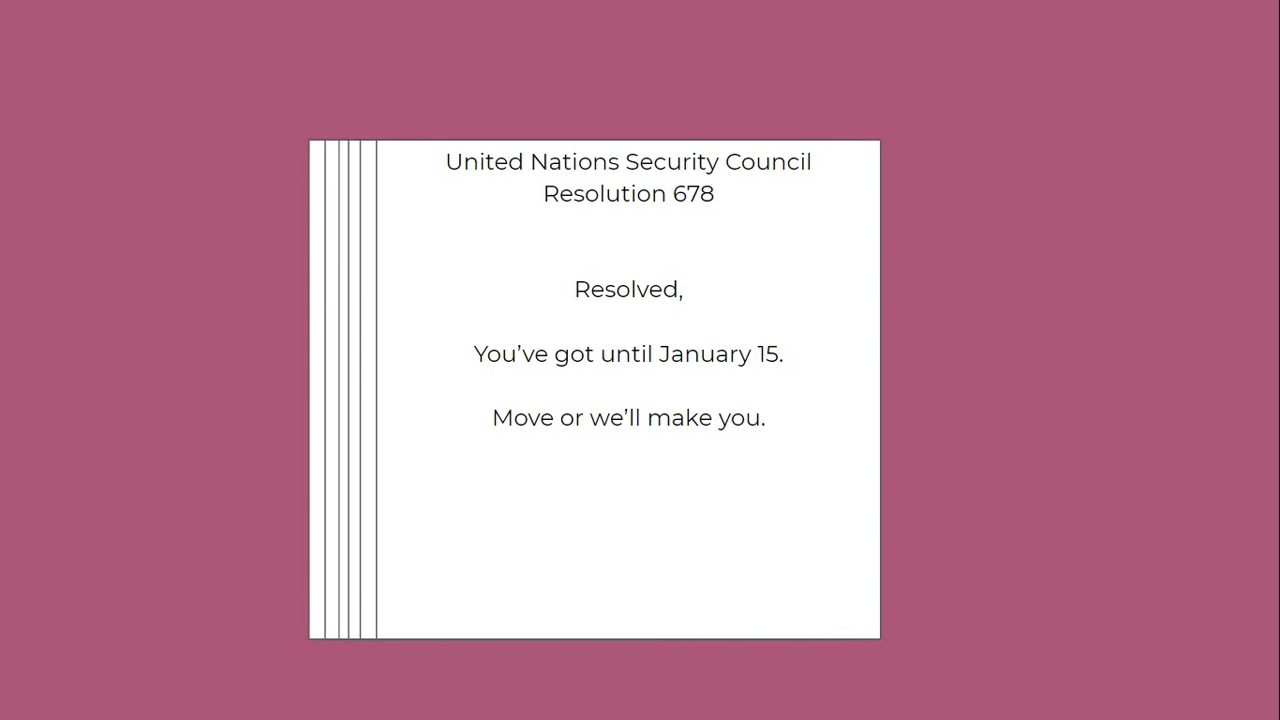 United Nations Security Council
Resolution 678
Resolved,
You’ve got until January 15.
Move or we’ll make you.